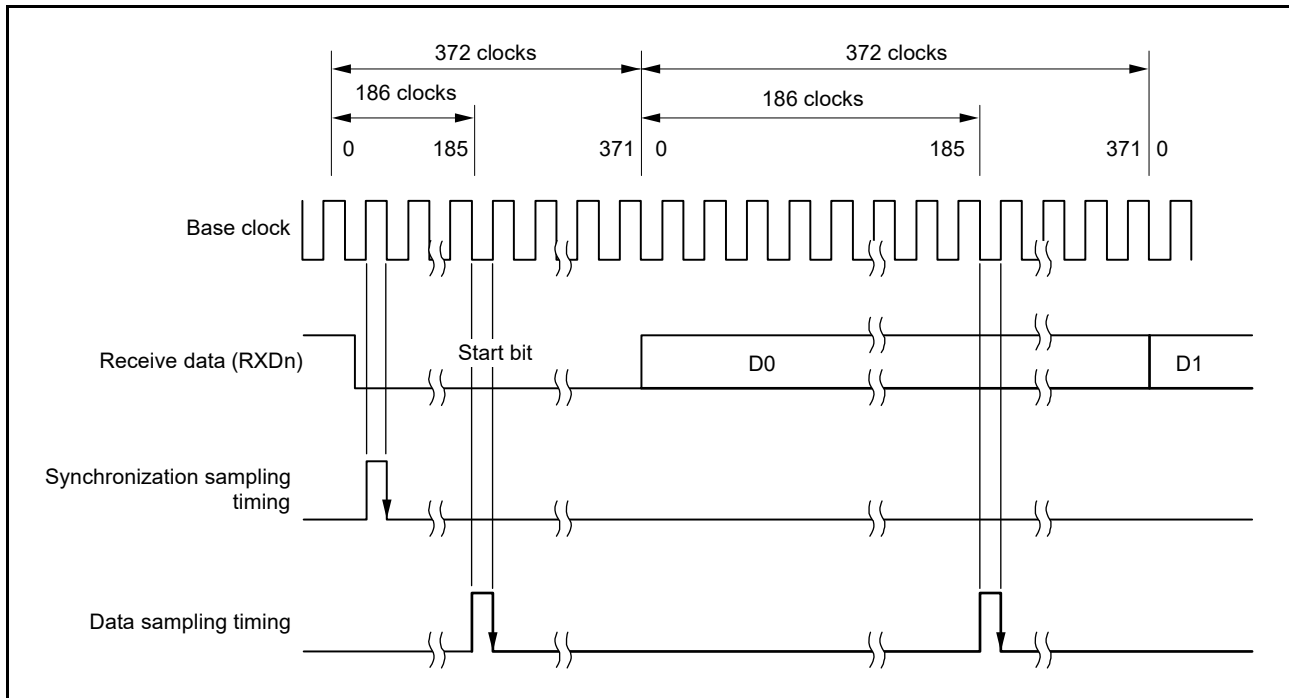 372 clocks
372 clocks
186 clocks
186 clocks
0
185
371
0
185
371
0
Base clock
Receive data (RXDn)
Start bit
D0
D1
Synchronization sampling
timing
Data sampling timing